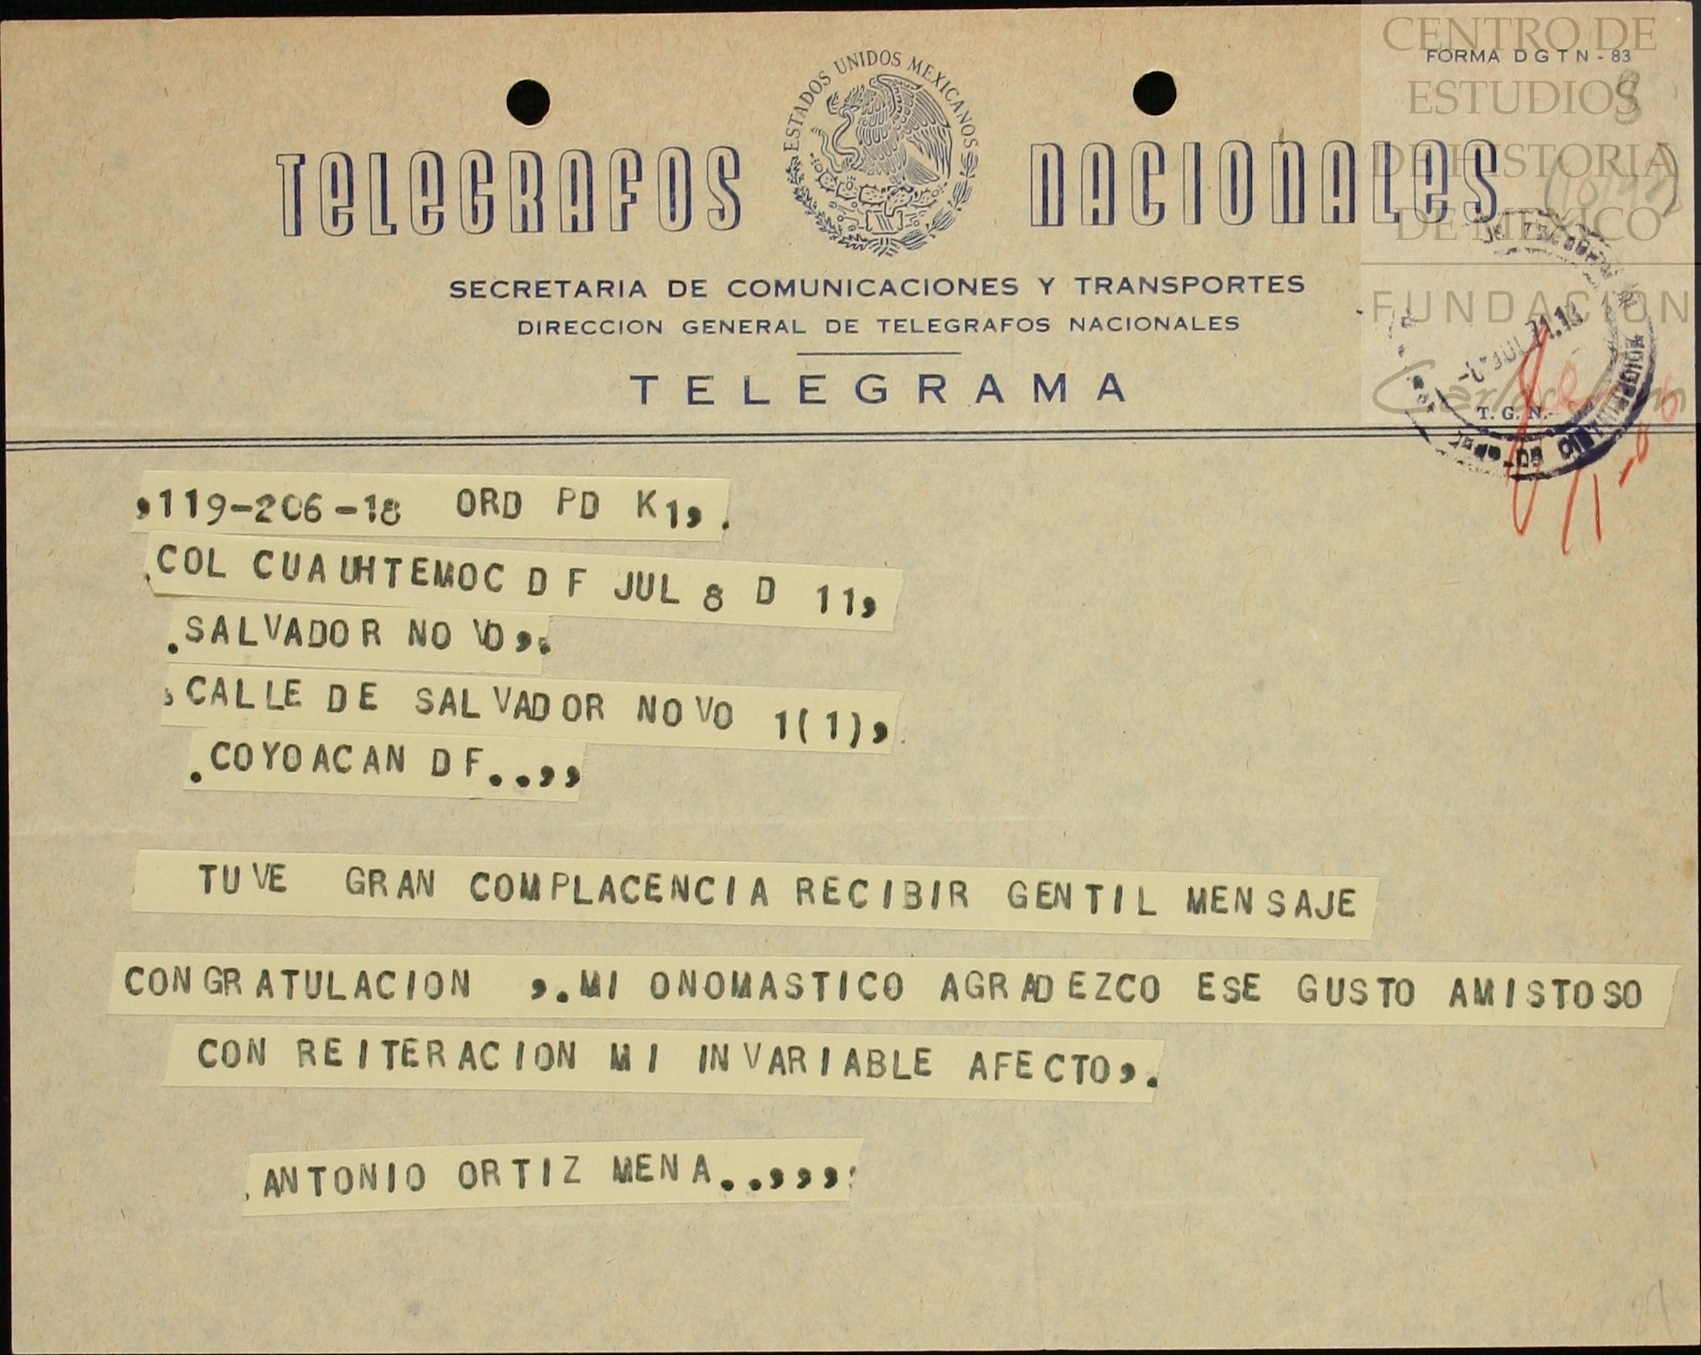 CENTRO DE
ESTUDIOS
DE HISTORIA
DE MEXICO
FUNDACION
FORMA DGTN-83
ESTADOS UNIDOS MEXICANOS
TELEGRAFOS NACIONALES
SECRETARIA DE COMUNICACIONES Y TRANSPORTES
DIRECCION GENERAL DE TELEGRAFOS NACIONALES
TELEGRAMA
JUL 71
T. G. N.
,119-206-18 ORD PD K1,.
.COL CUAUHTEMOC D F JUL 8 D 11,
.SALVADOR NOVO,.
,CALLE DE SALVADOR NOVO 1(1),.
.COYOACAN DF..,,
TUVE GRAN COMPLACENCIA RECIBIR GENTIL MENSAJE
CONGRATULACION ,.MI ONOMASTICO AGRADEZCO ESE GUSTO AMISTOSO
CON REITERACION MI INVARIABLE AFECTO,.
.ANTONIO ORTIZ MENA..,,,: